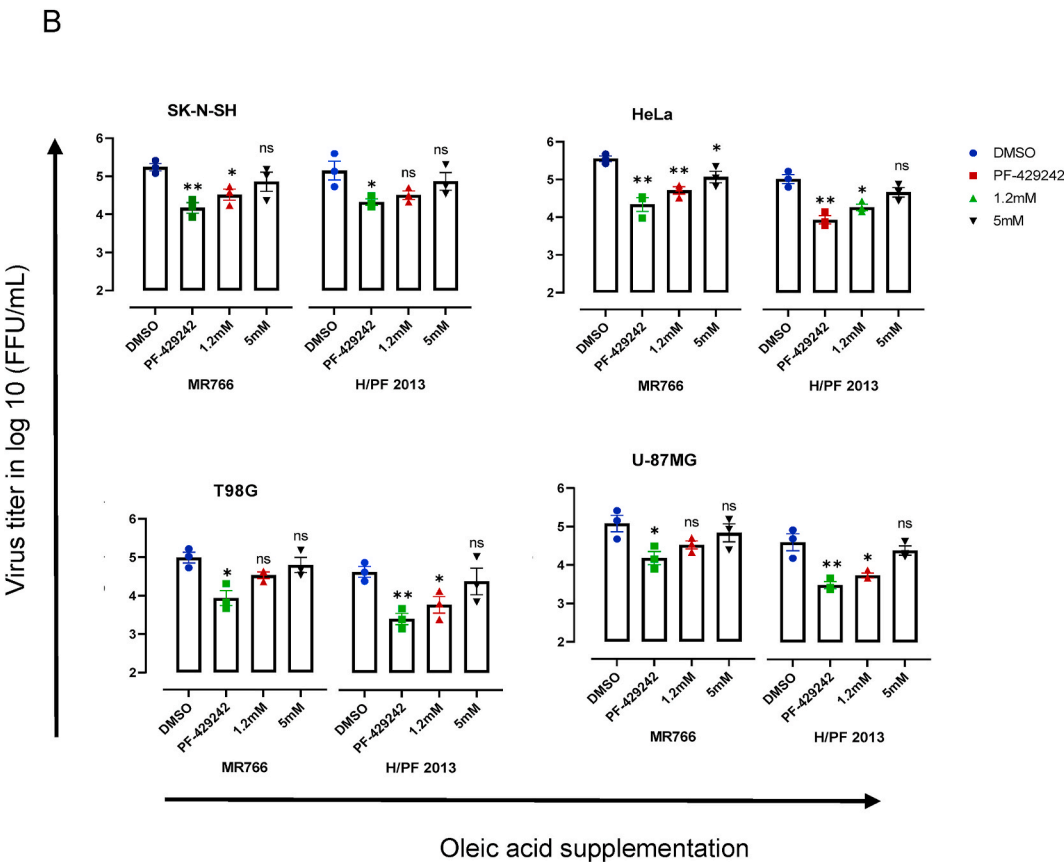 B
SK-N-SH
6
5
4
3
2
** * ns * ns ns
DMSO PF-429242 1.2mM 5mM DMSO PF-429242 1.2mM 5mM
MR766 H/PF 2013
HeLa
6
5
4
3
2
** ** * ** * ns
DMSO PF-429242 1.2mM 5mM DMSO PF-429242 1.2mM 5mM
MR766 H/PF 2013
DMSO
PF-429242
1.2mM
5mM
Virus titer in log 10 (FFU/mL)
T98G
6
5
4
3
2
* ns ns ** * ns
DMSO PF-429242 1.2mM 5mM DMSO PF-429242 1.2mM 5mM
MR766 H/PF 2013
U-87MG
6
5
4
3
2
* ns ns ** * ns
DMSO PF-429242 1.2mM 5mM DMSO PF-429242 1.2mM 5mM
MR766 H/PF 2013
Oleic acid supplementation